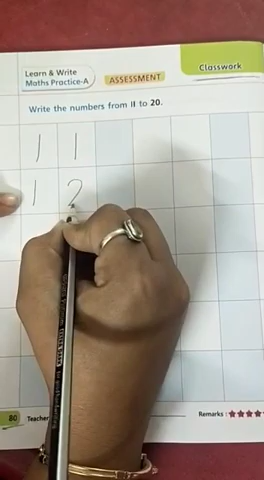 Learn & Write
Maths Practice-A
ASSESSMENT
Classwork
Write the numbers from 11 to 20.
11
12
80
Teacher
Remarks :